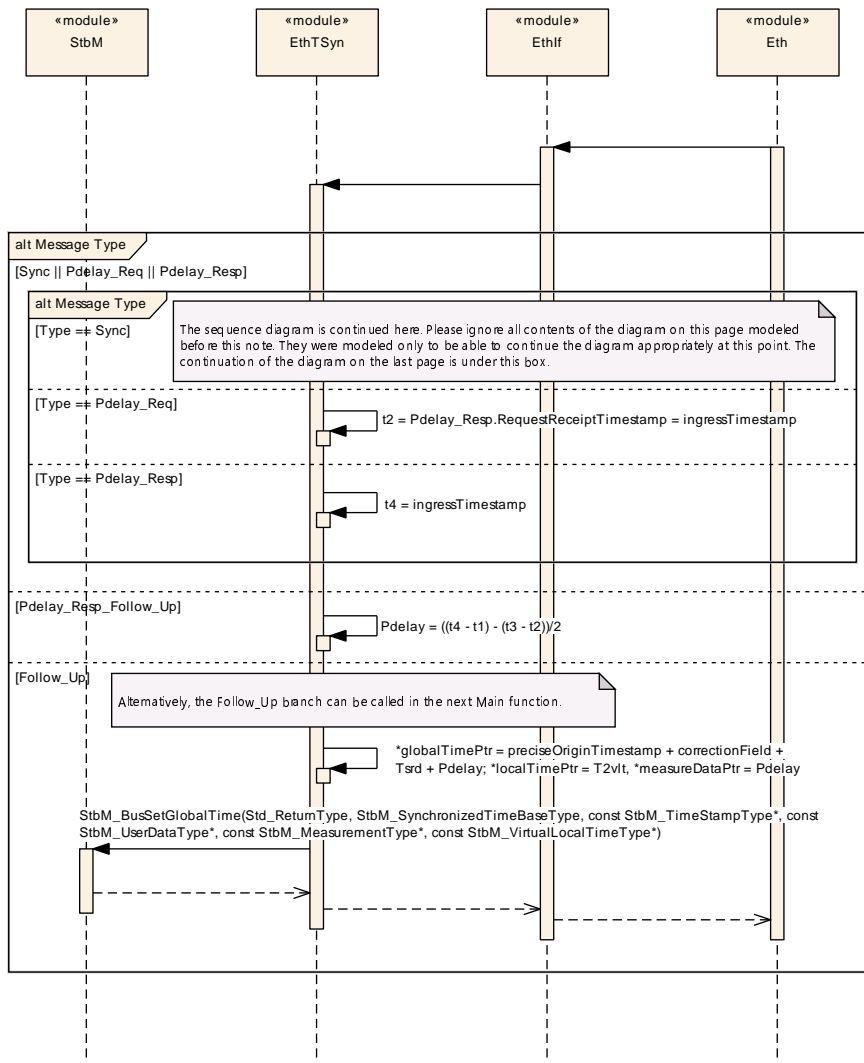 «module»
StbM
«module»
EthTSyn
«module»
EthIf
«module»
Eth
alt Message Type
[Sync || Pdelay_Req || Pdelay_Resp]
alt Message Type
[Type == Sync]
The sequence diagram is continued here. Please ignore all contents of the diagram on this page modeled
before this note. They were modeled only to be able to continue the diagram appropriately at this point. The
continuation of the diagram on the last page is under this box.
[Type == Pdelay_Req]
t2 = Pdelay_Resp.RequestReceiptTimestamp = ingressTimestamp
[Type == Pdelay_Resp]
t4 = ingressTimestamp
[Pdelay_Resp_Follow_Up]
Pdelay = ((t4 - t1) - (t3 - t2))/2
[Follow_Up]
Alternatively, the Follow_Up branch can be called in the next Main function.
*globalTimePtr = preciseOriginTimestamp + correctionField +
Tsrd + Pdelay; *localTimePtr = T2vlt, *measureDataPtr = Pdelay
StbM_BusSetGlobalTime(Std_ReturnType, StbM_SynchronizedTimeBaseType, const StbM_TimeStampType*, const
StbM_UserDataType*, const StbM_MeasurementType*, const StbM_VirtualLocalTimeType*)